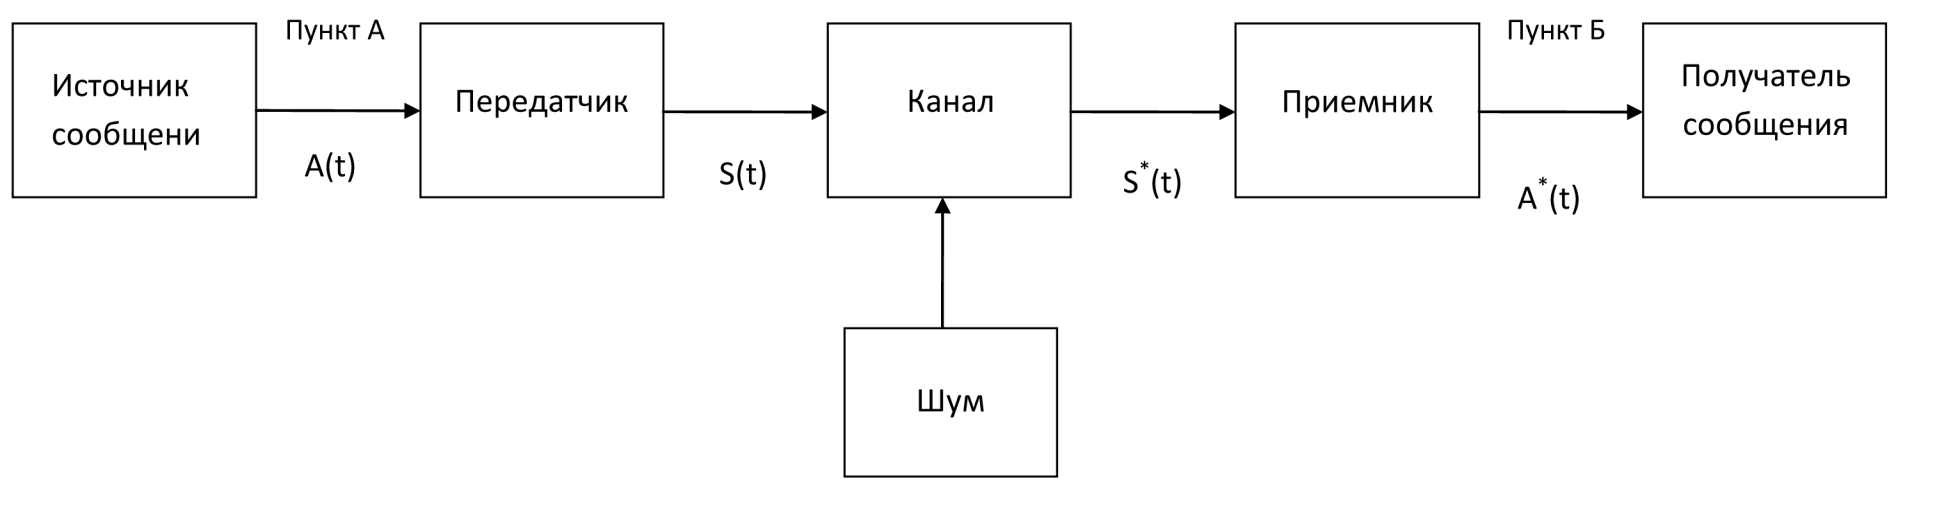 Пункт А
Пункт Б
Источник
сообщени
Передатчик
Канал
Приемник
Получатель
сообщения
A(t)
S(t)
S*(t)
A*(t)
Шум